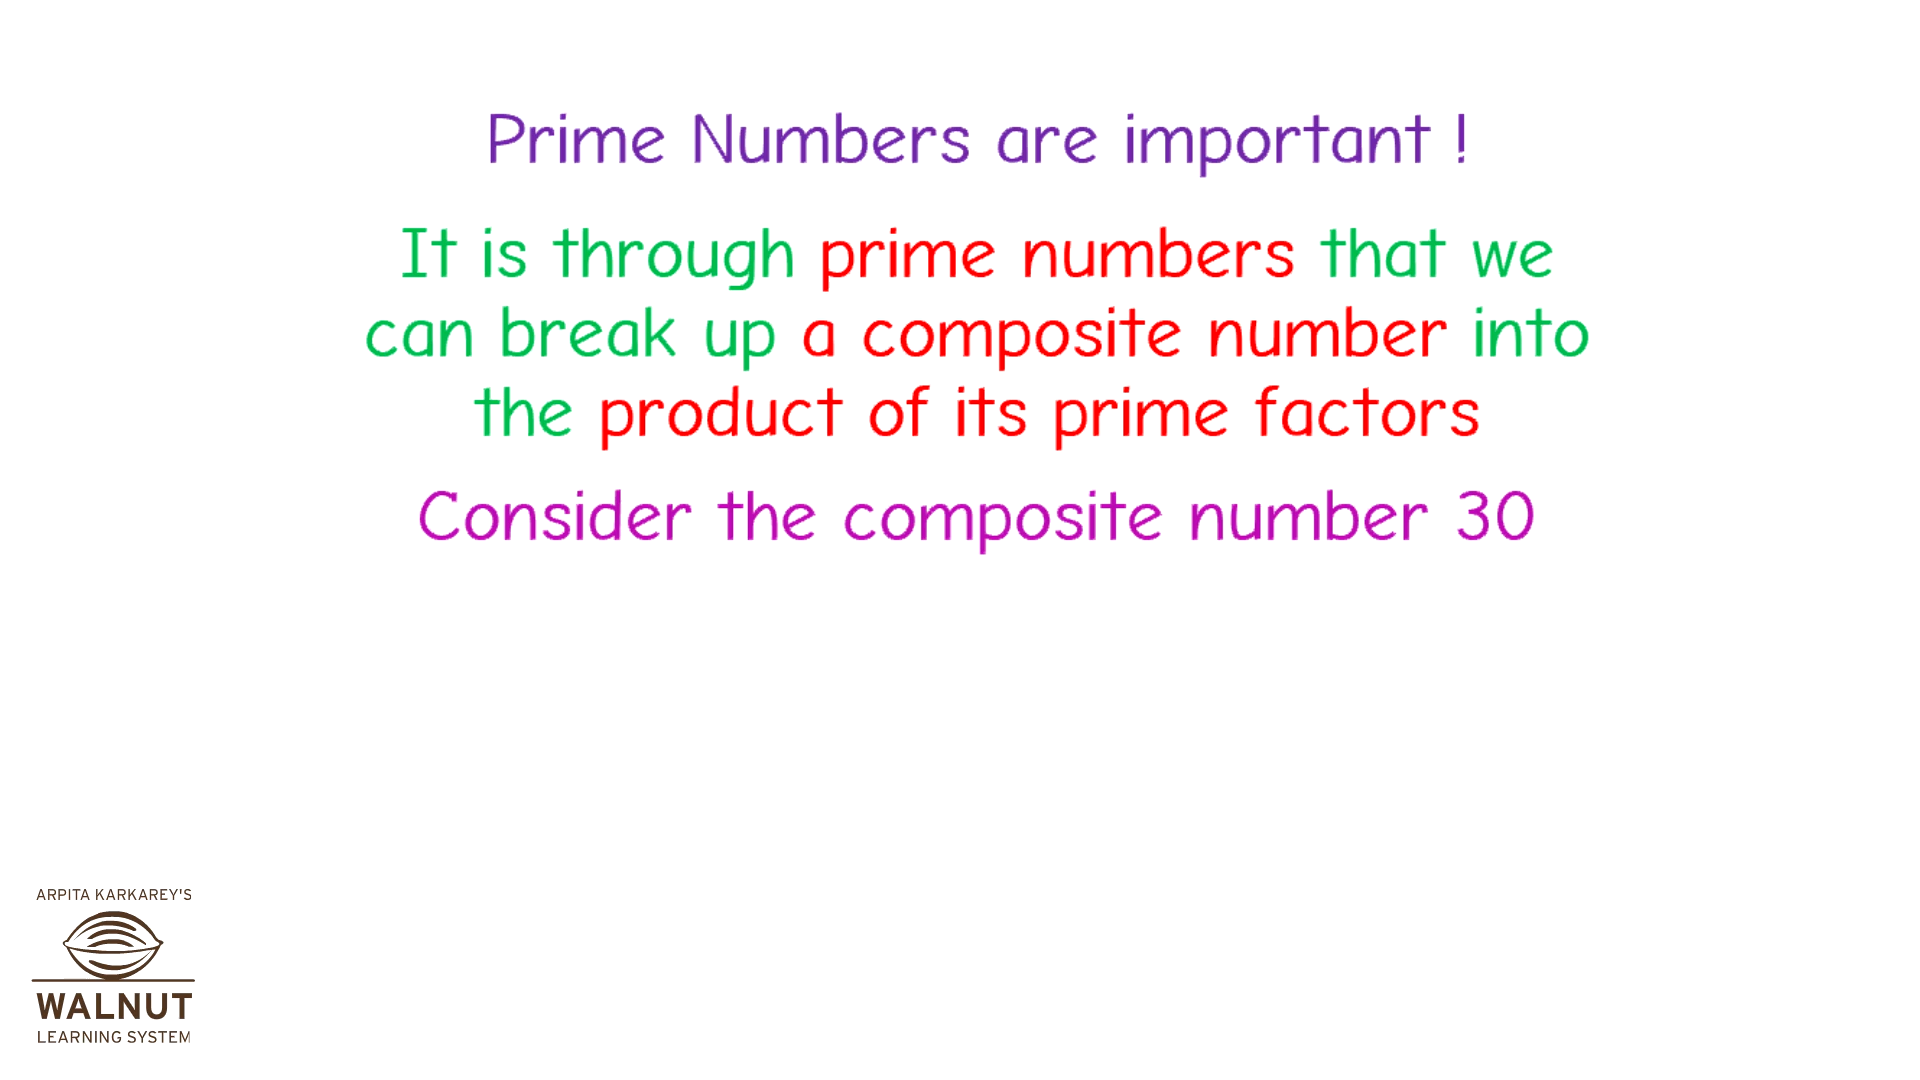 Prime Numbers are important !
It is through prime numbers that we
can break up a composite number into
the product of its prime factors
Consider the composite number 30
ARPITA KARKAREY'S
WALNUT
LEARNING SYSTEM